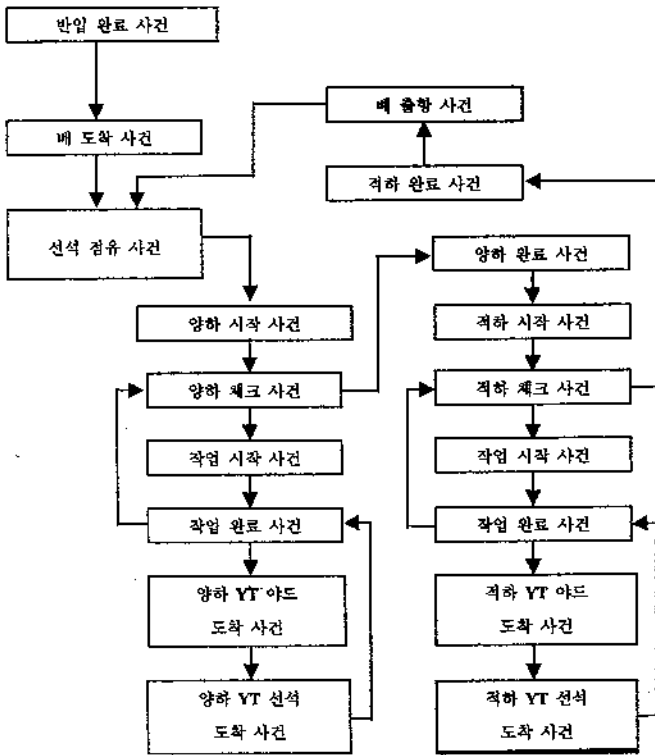 반입 완료 사건
배 출항 사건
배 도착 사건
적하 완료 사건
선석 점유 사건
양하 완료 사건
양하 시작 사건
적하 시작 사건
양하 체크 사건
적하 체크 사건
작업 시작 사건
작업 시작 사건
작업 완료 사건
작업 완료 사건
양하 YT 야드
도착 사건
적하 YT 야드
도착 사건
양하 YT 선석
도착 사건
적하 YT 선석
도착 사건